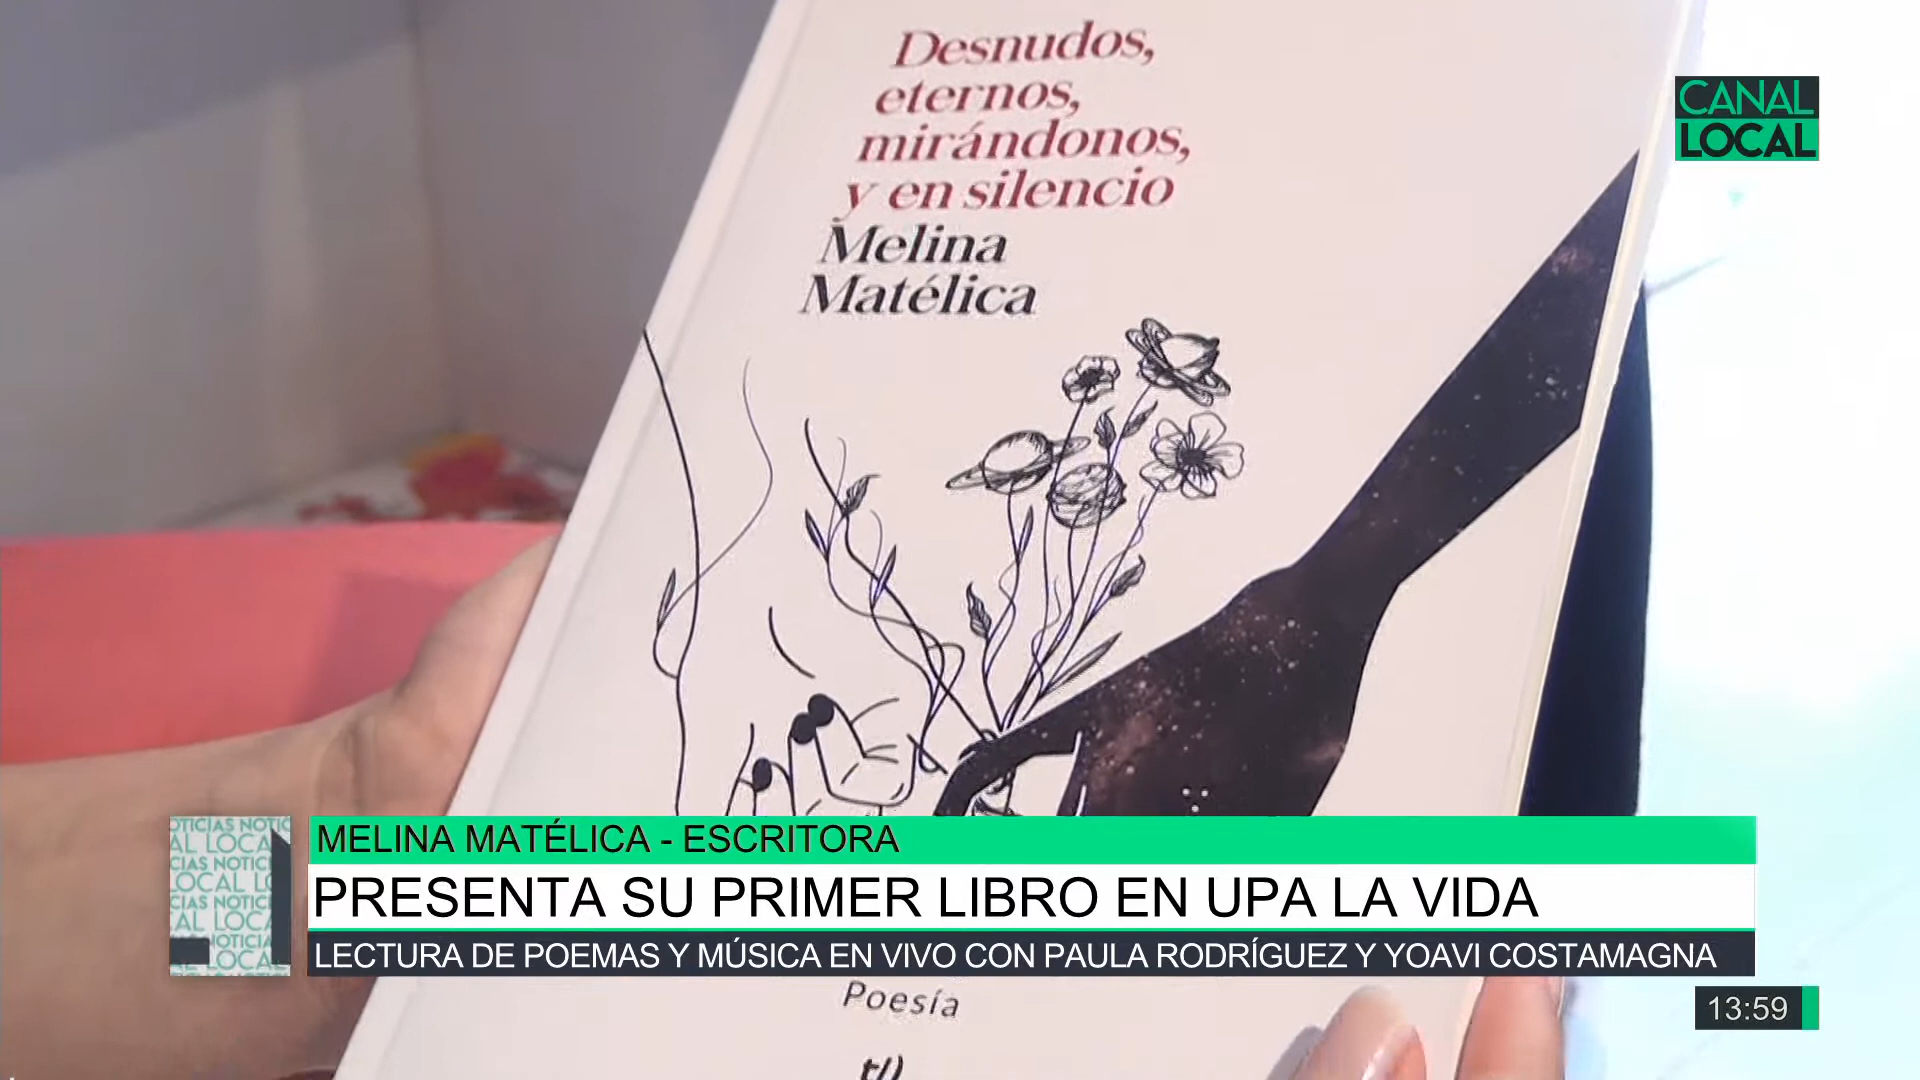 Desnudos,
eternos,
mirándonos,
y en silencio
Melina
Matélica
CANAL
LOCAL
MELINA MATÉLICA - ESCRITORA
PRESENTA SU PRIMER LIBRO EN UPA LA VIDA
LECTURA DE POEMAS Y MÚSICA EN VIVO CON PAULA RODRÍGUEZ Y YOAVI COSTAMAGNA
Poesía
13:59